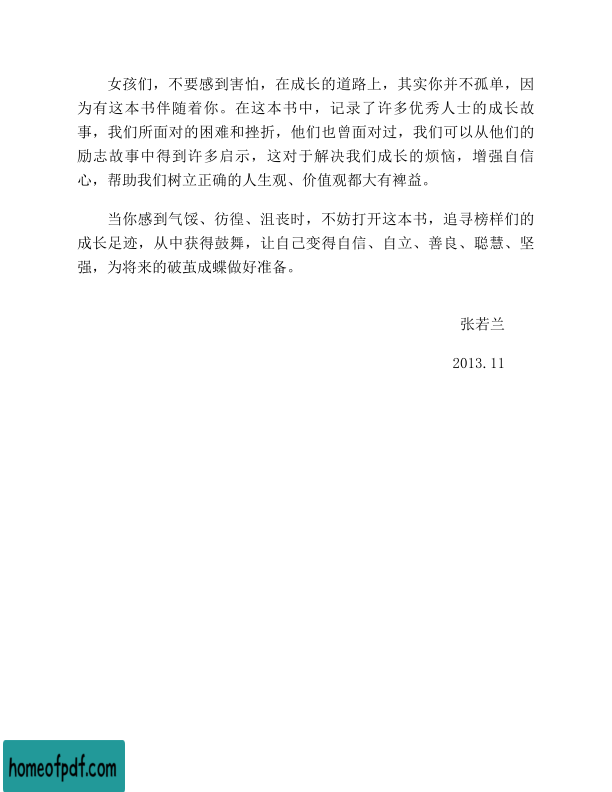 女孩们，不要感到害怕，在成长的道路上，其实你并不孤单，因
为有这本书伴随着你。在这本书中，记录了许多优秀人士的成长故
事，我们所面对的困难和挫折，他们也曾面对过，我们可以从他们的
励志故事中得到许多启示，这对于解决我们成长的烦恼，增强自信
心，帮助我们树立正确的人生观、价值观都大有裨益。
当你感到气馁、彷徨、沮丧时，不妨打开这本书，追寻榜样们的
成长足迹，从中获得鼓舞，让自己变得自信、自立、善良、聪慧、坚
强，为将来的破茧成蝶做好准备。
张若兰
2013.11
homeofpdf.com